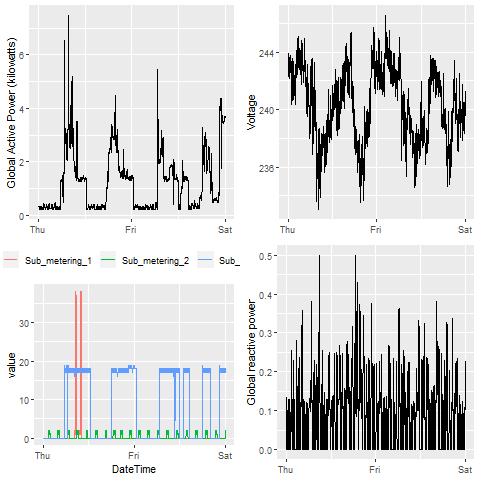 Global Active Power (kilowatts)
6
4
2
0
Thu
Fri
Sat
Voltage
244
240
236
Thu
Fri
Sat
Sub_metering_1
Sub_metering_2
Sub_
value
30
20
10
0
Thu
Fri
Sat
DateTime
Global reactive power
0.5
0.4
0.3
0.2
0.1
0.0
Thu
Fri
Sat